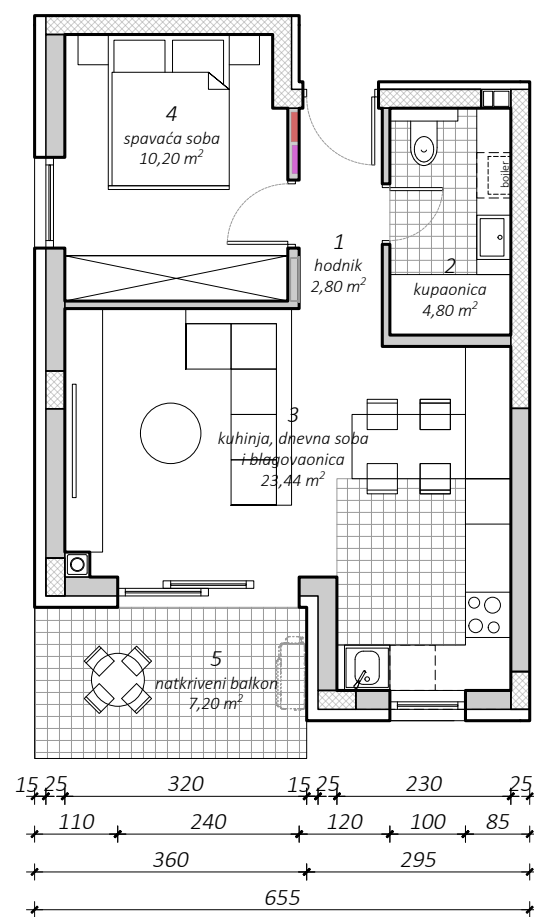 4
spavaća soba
10,20 m²
boiler
1
hodnik
2,80 m²
2
kupaonica
4,80 m²
3
kuhinja, dnevna soba
i blagovaonica
23,44 m²
5
natkriveni balkon
7,20 m²
15 25 320 15 25 230 25
110 240 120 100 85
360 295
655